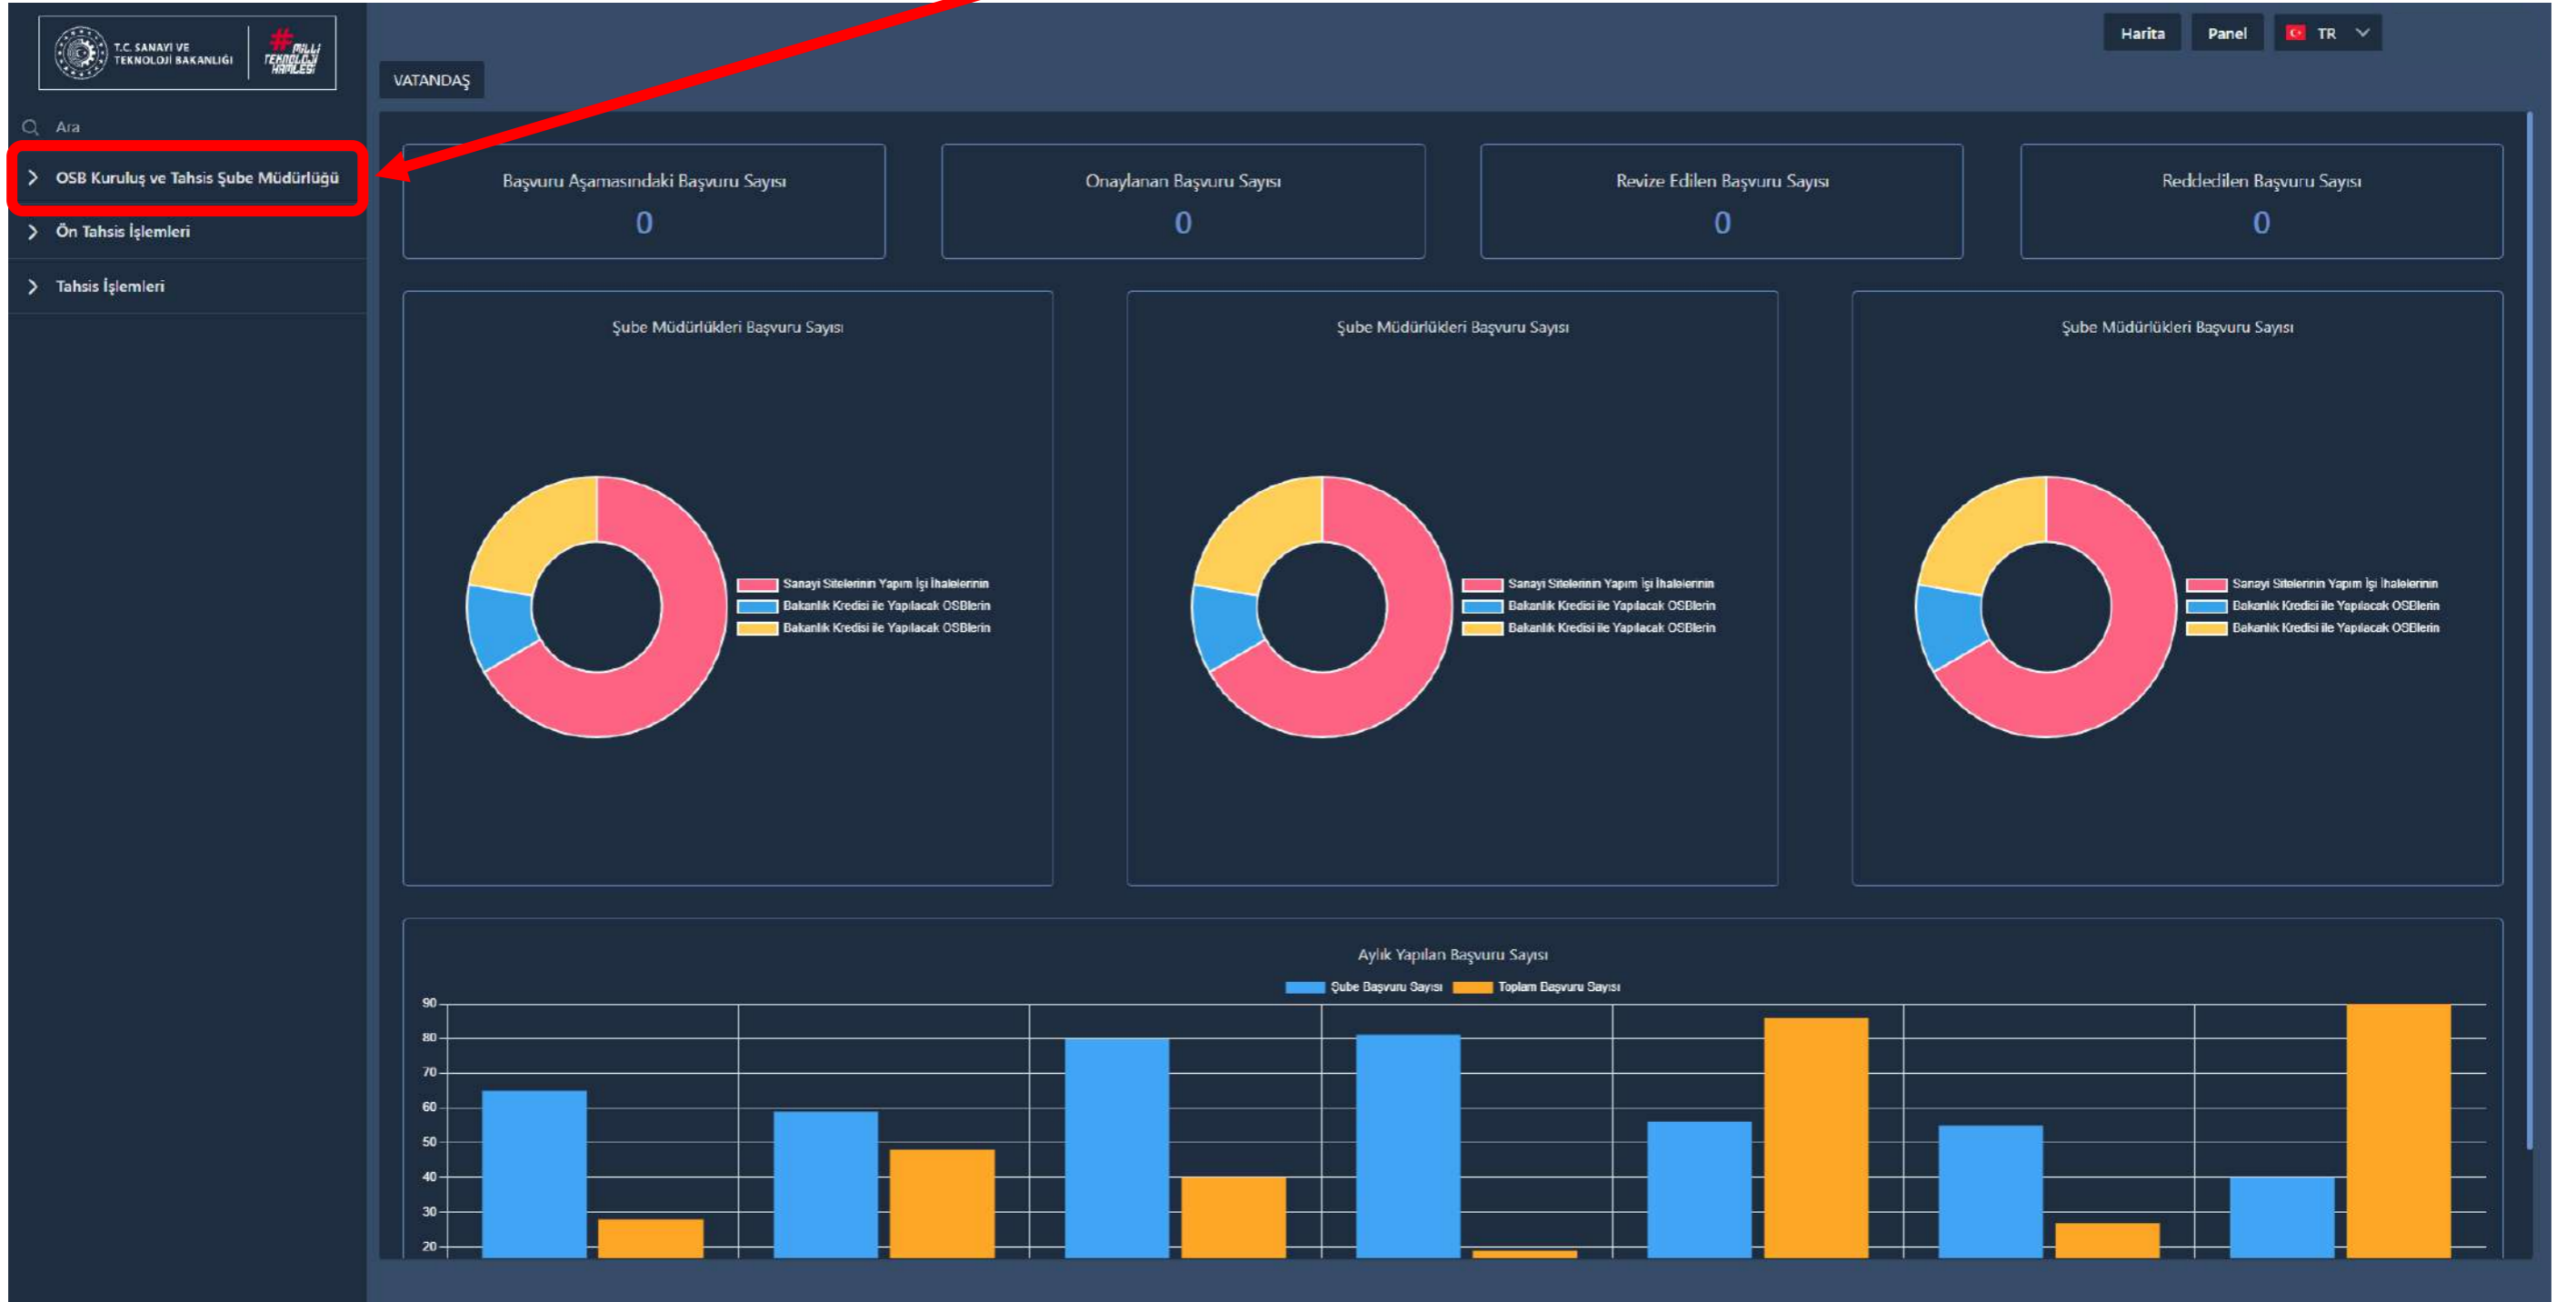 T.C. SANAYİ VE
TEKNOLOJİ BAKANLIĞI
#MİLLİ
TEKNOLOJİ
HAMLESİ
Harita Panel TR
VATANDAŞ
Ara
OSB Kuruluş ve Tahsis Şube Müdürlüğü
Ön Tahsis İşlemleri
Tahsis İşlemleri
Başvuru Aşamasındaki Başvuru Sayısı
0
Onaylanan Başvuru Sayısı
0
Revize Edilen Başvuru Sayısı
0
Reddedilen Başvuru Sayısı
0
Şube Müdürlükleri Başvuru Sayısı
Sanayi Sitelerinin Yapım İşi İhalelerinin
Bakanlık Kredisi ile Yapılacak OSBlerin
Bakanlık Kredisi ile Yapılacak OSBlerin
Şube Müdürlükleri Başvuru Sayısı
Sanayi Sitelerinin Yapım İşi İhalelerinin
Bakanlık Kredisi ile Yapılacak OSBlerin
Bakanlık Kredisi ile Yapılacak OSBlerin
Şube Müdürlükleri Başvuru Sayısı
Sanayi Sitelerinin Yapım İşi İhalelerinin
Bakanlık Kredisi ile Yapılacak OSBlerin
Bakanlık Kredisi ile Yapılacak OSBlerin
Aylık Yapılan Başvuru Sayısı
Şube Başvuru Sayısı Toplam Başvuru Sayısı
90
80
70
60
50
40
30
20